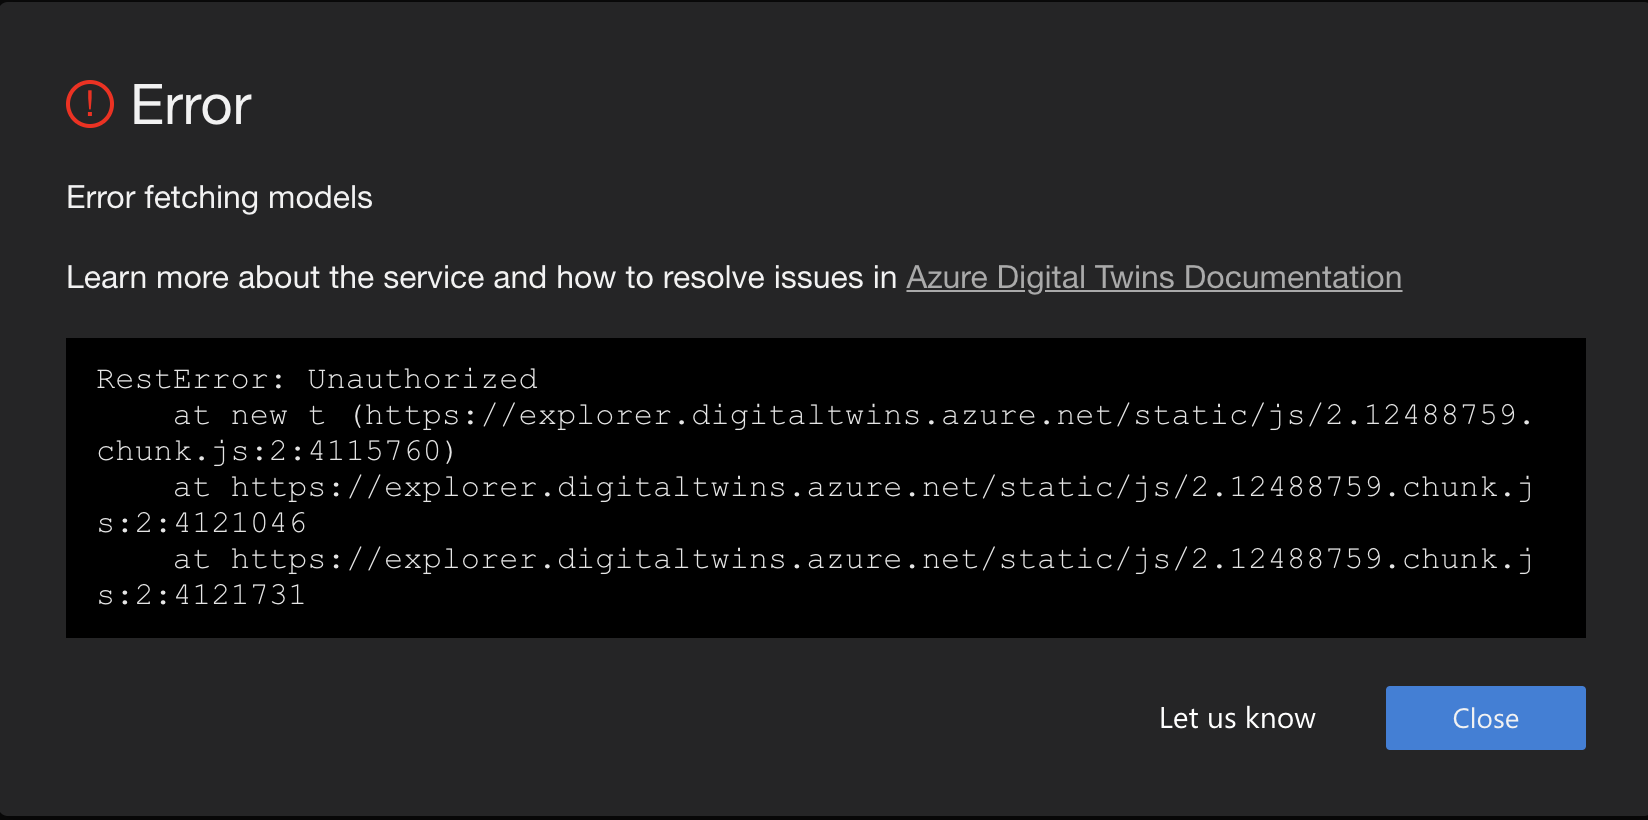 Error
Error fetching models
Learn more about the service and how to resolve issues in Azure Digital Twins Documentation
RestError: Unauthorized
    at new t (https://explorer.digitaltwins.azure.net/static/js/2.12488759.
chunk.js:2:4115760)
    at https://explorer.digitaltwins.azure.net/static/js/2.12488759.chunk.j
s:2:4121046
    at https://explorer.digitaltwins.azure.net/static/js/2.12488759.chunk.j
s:2:4121731
Let us know
Close